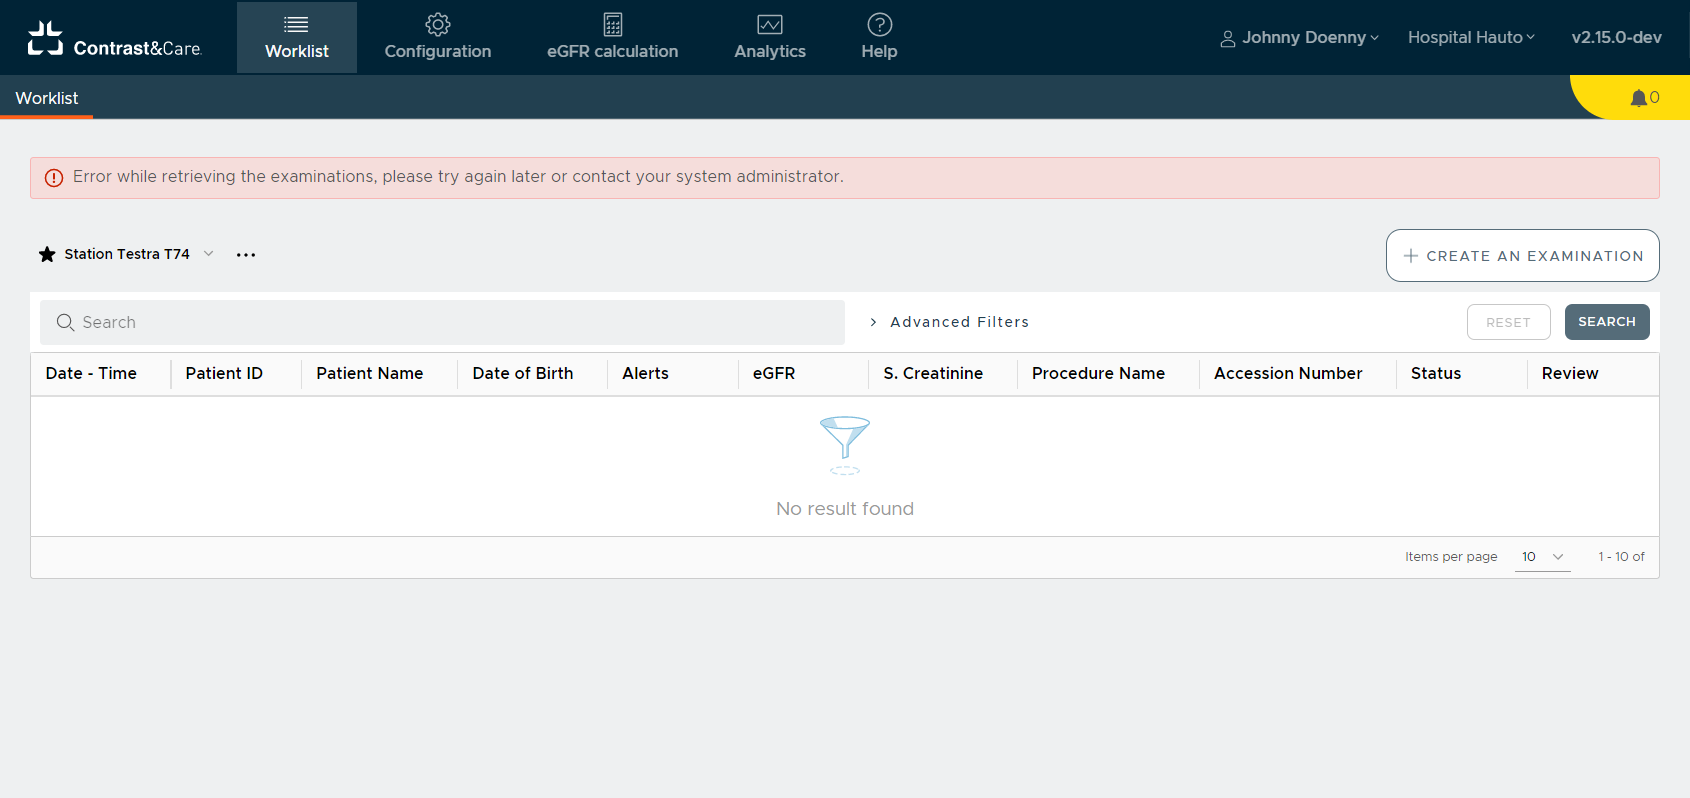 Contrast&Care
Worklist
Configuration
eGFR calculation
Analytics
Help
Johnny Doenny
Hospital Hauto
v2.15.0-dev
Worklist
0
Error while retrieving the examinations, please try again later or contact your system administrator.
Station Testra T74
CREATE AN EXAMINATION
Search
Advanced Filters
RESET
SEARCH
Date - Time
Patient ID
Patient Name
Date of Birth
Alerts
eGFR
S. Creatinine
Procedure Name
Accession Number
Status
Review
No result found
Items per page
10
1 - 10 of